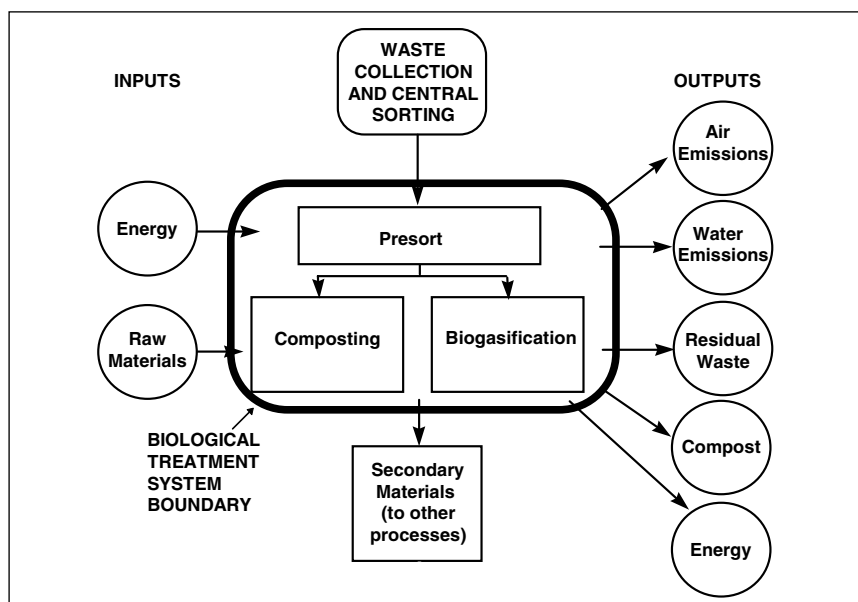 INPUTS
WASTE
COLLECTION
AND CENTRAL
SORTING
OUTPUTS
Air
Emissions
Energy
Presort
Water
Emissions
Raw
Materials
Composting
Biogasification
Residual
Waste
BIOLOGICAL
TREATMENT
SYSTEM
BOUNDARY
Secondary
Materials
(to other
processes)
Compost
Energy